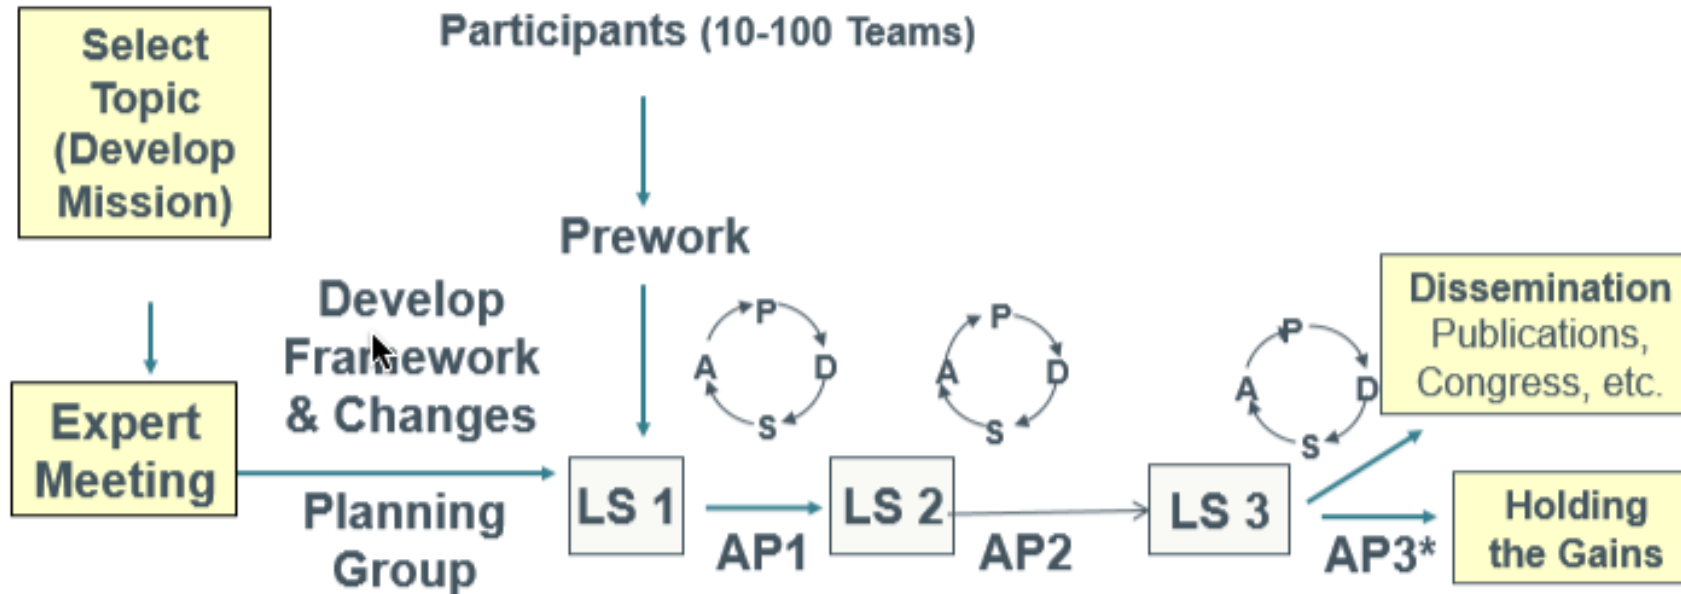 Select
Topic
(Develop
Mission)
Participants (10-100 Teams)
Prework
Develop
Framework
& Changes
Expert
Meeting
Planning
Group
P
D
S
A
P
D
S
A
P
D
S
A
LS 1
AP1
LS 2
AP2
LS 3
AP3*
Dissemination
Publications,
Congress, etc.
Holding
the Gains